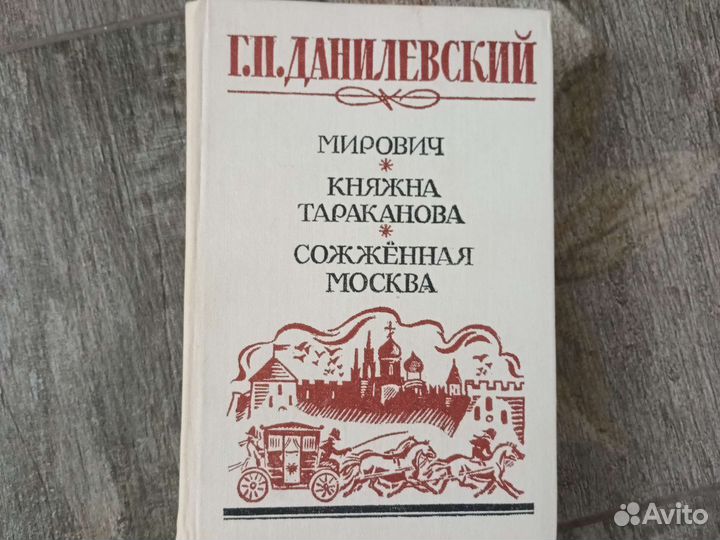 Г.П.ДАНИЛЕВСКИЙ
МИРОВИЧ
*
КНЯЖНА
ТАРАКАНОВА
*
СОЖЖЁННАЯ
МОСКВА
Avito